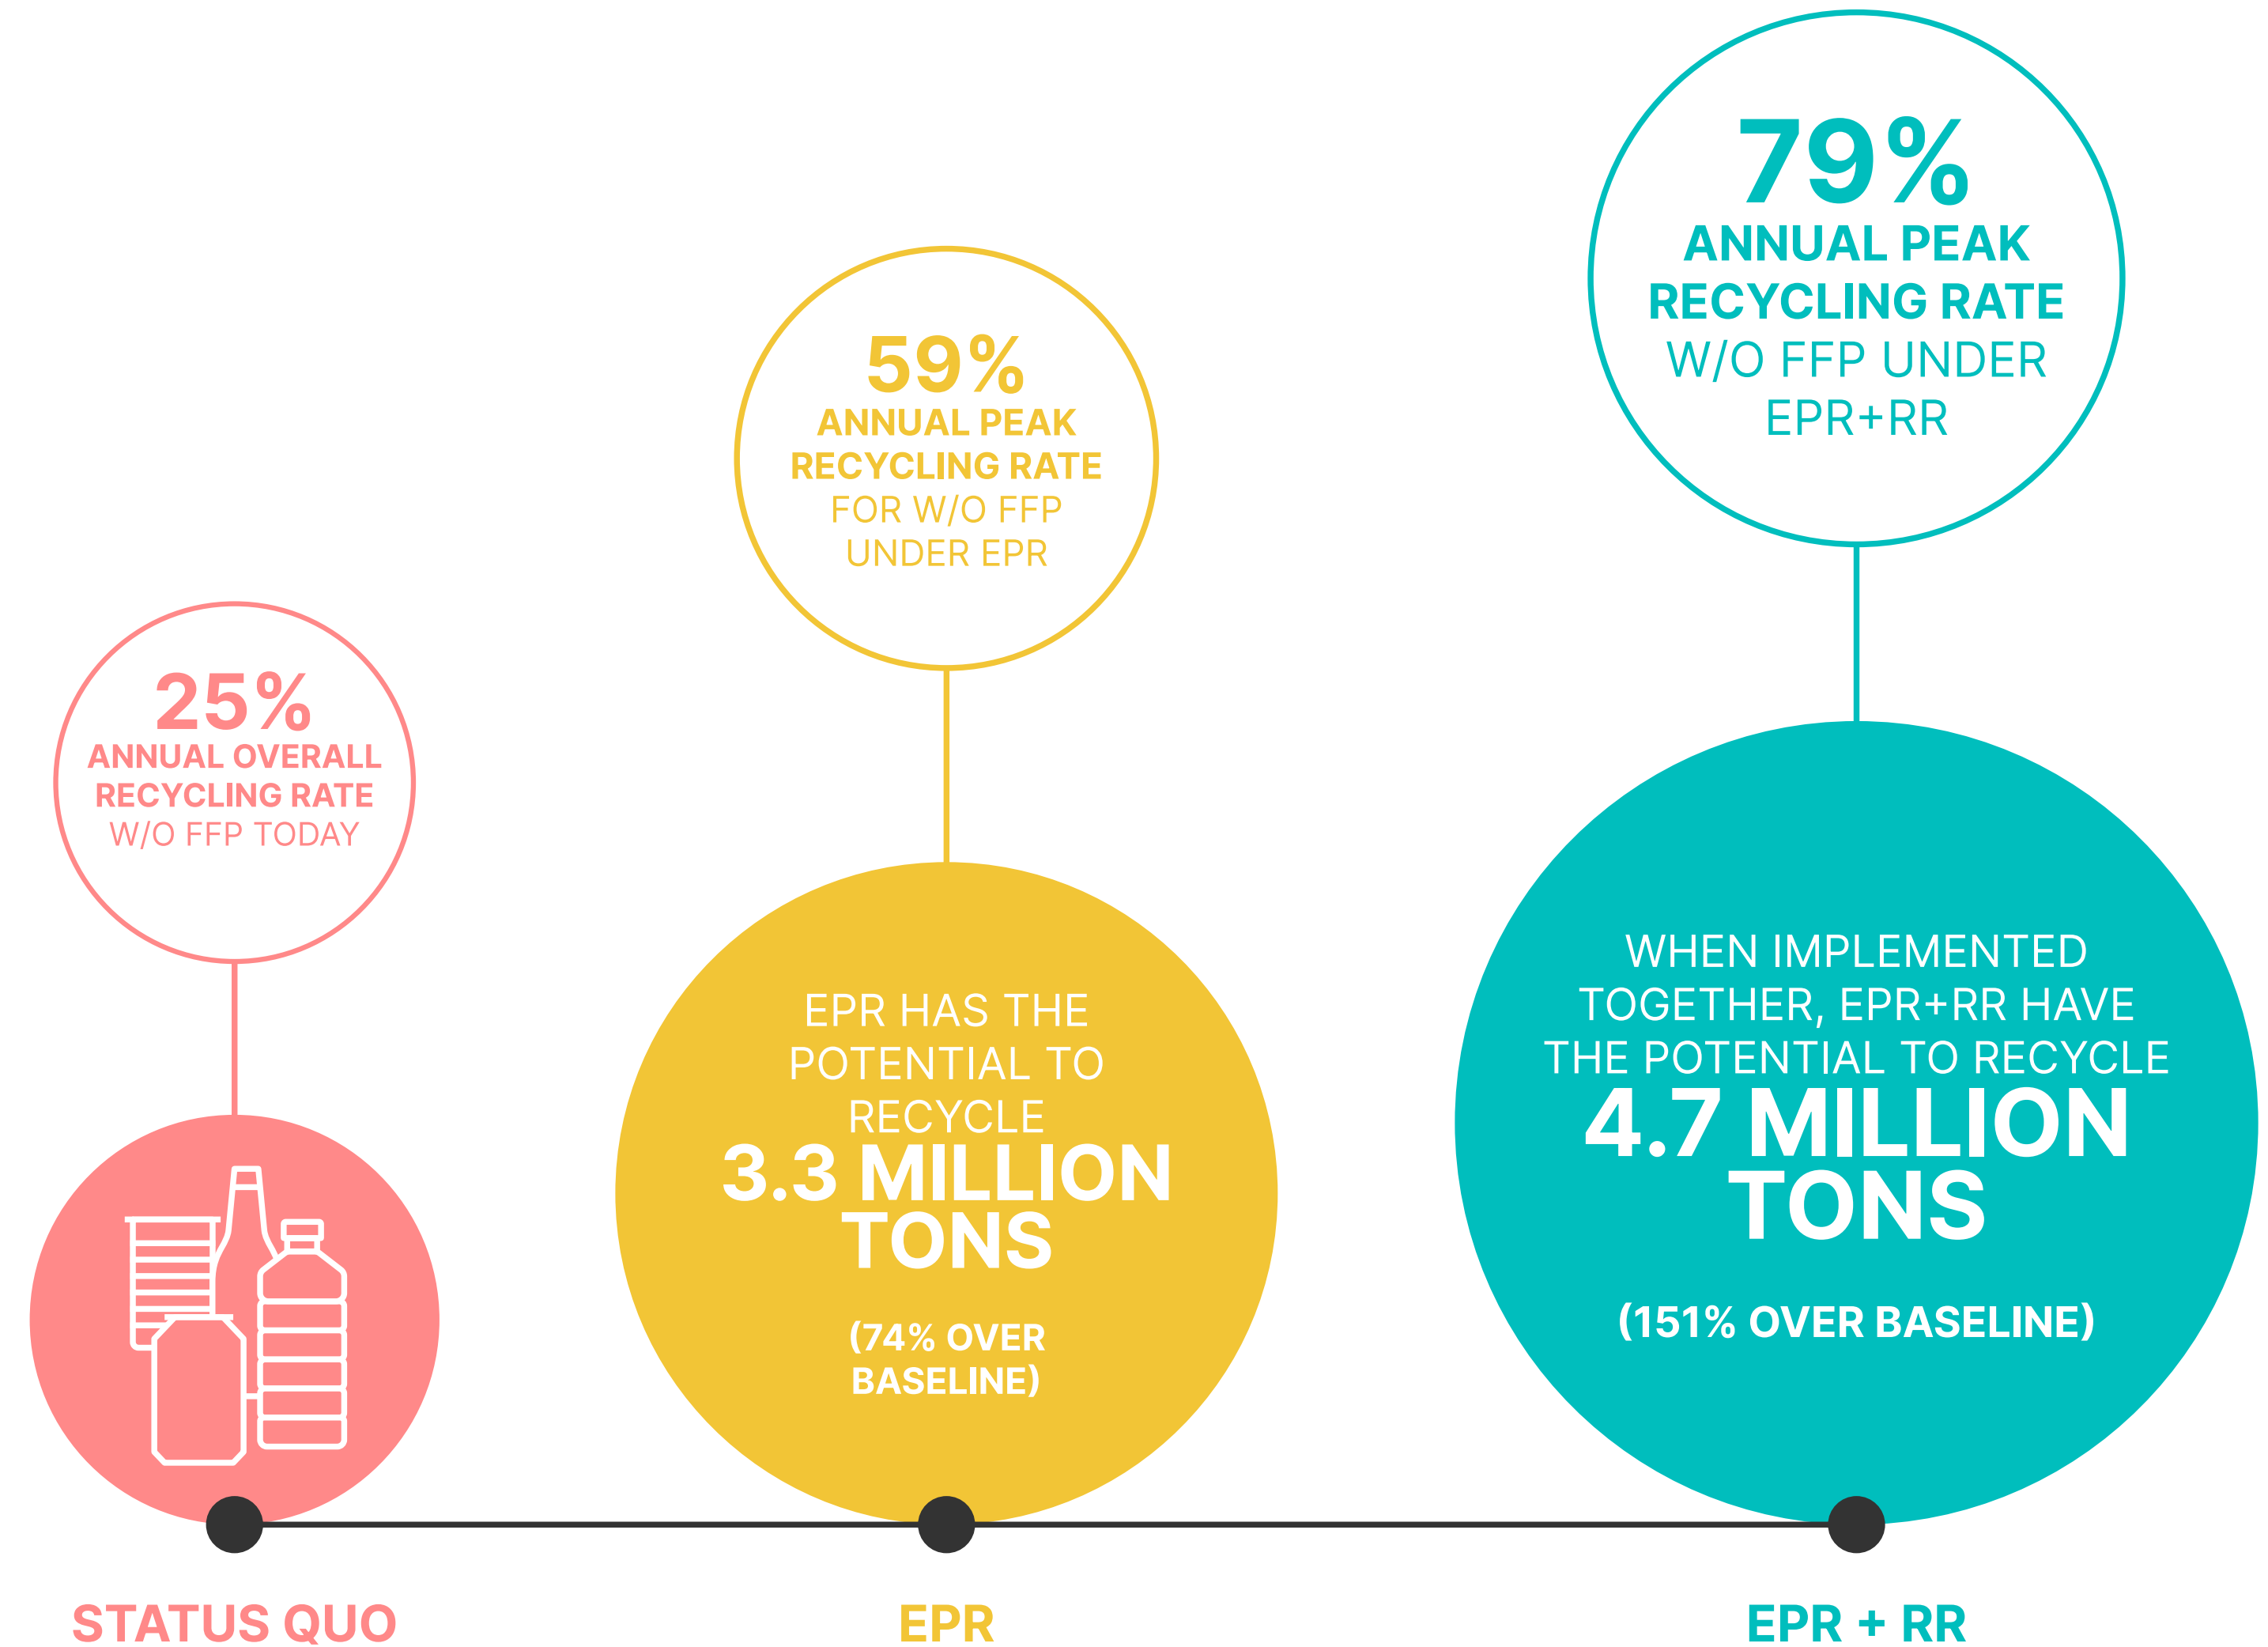 25%
ANNUAL OVERALL
RECYCLING RATE
W/O FFP TODAY
STATUS QUO
59%
ANNUAL PEAK
RECYCLING RATE
FOR W/O FFP
UNDER EPR
EPR HAS THE
POTENTIAL TO
RECYCLE
3.3 MILLION
TONS
(74% OVER
BASELINE)
EPR
79%
ANNUAL PEAK
RECYCLING RATE
W/O FFP UNDER
EPR+RR
WHEN IMPLEMENTED
TOGETHER, EPR+RR HAVE
THE POTENTIAL TO RECYCLE
4.7 MILLION
TONS
(151% OVER BASELINE)
EPR + RR